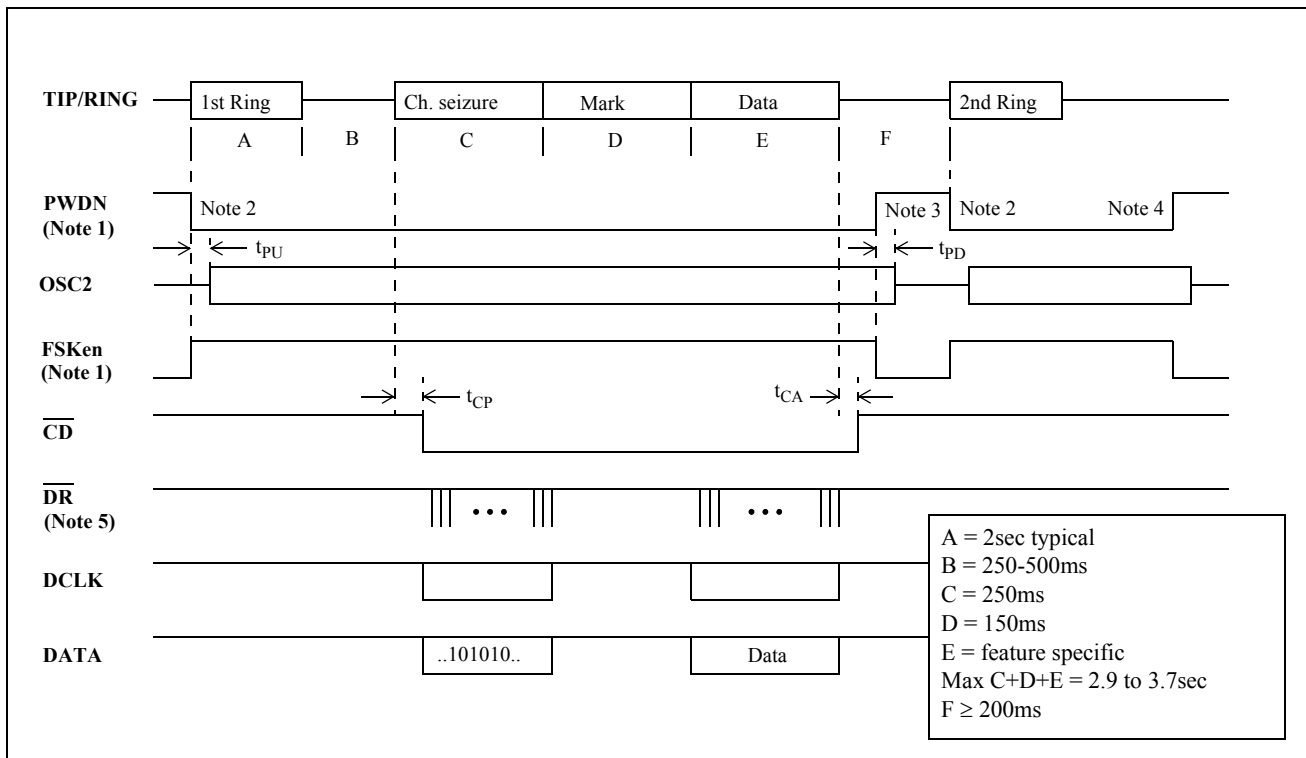 TIP/RING 1st Ring Ch. seizure Mark Data 2nd Ring
A B C D E F
PWDN
(Note 1)
Note 2 Note 3 Note 2 Note 4
tPU tPD
OSC2
FSKen
(Note 1)
tCP tCA
CD
DR
(Note 5)
• • • • • •
DCLK
DATA ..101010.. Data
A = 2sec typical
B = 250-500ms
C = 250ms
D = 150ms
E = feature specific
Max C+D+E = 2.9 to 3.7sec
F ≥ 200ms